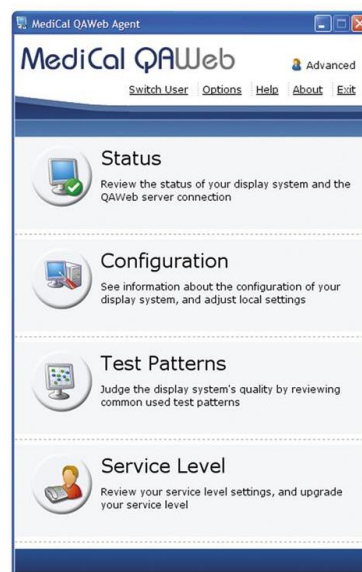 MediCal QAWeb Agent
MediCal QAWeb
Advanced
Switch User Options Help About Exit
Status
Review the status of your display system and the
QAWeb server connection
Configuration
See information about the configuration of your
display system, and adjust local settings
Test Patterns
Judge the display system's quality by reviewing
common used test patterns
Service Level
Review your service level settings, and upgrade
your service level